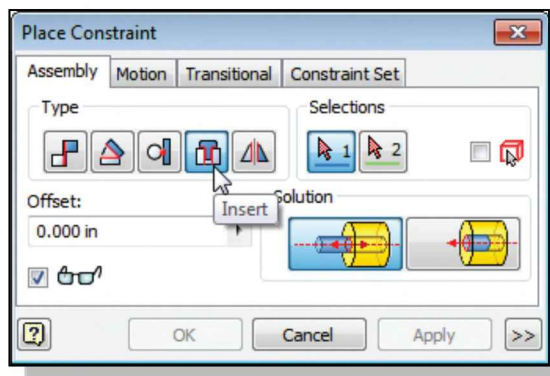 Place Constraint
Assembly Motion Transitional Constraint Set
Type
Selections
1 2
Offset:
Insert
Solution
0.000 in
OK Cancel Apply >>